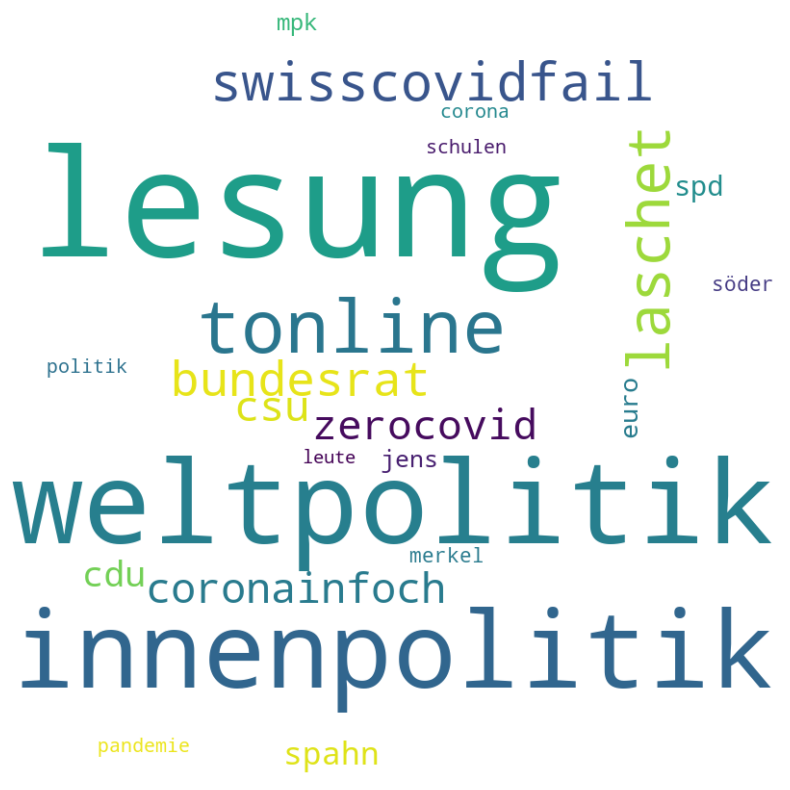 mpk
swisscovidfail
corona
schulen
lesung
laschet
spd
söder
tonline
politik
bundesrat
csu
euro
zerocovid
leute
jens
weltpolitik
merkel
cdu
coronainfoch
innenpolitik
pandemie
spahn